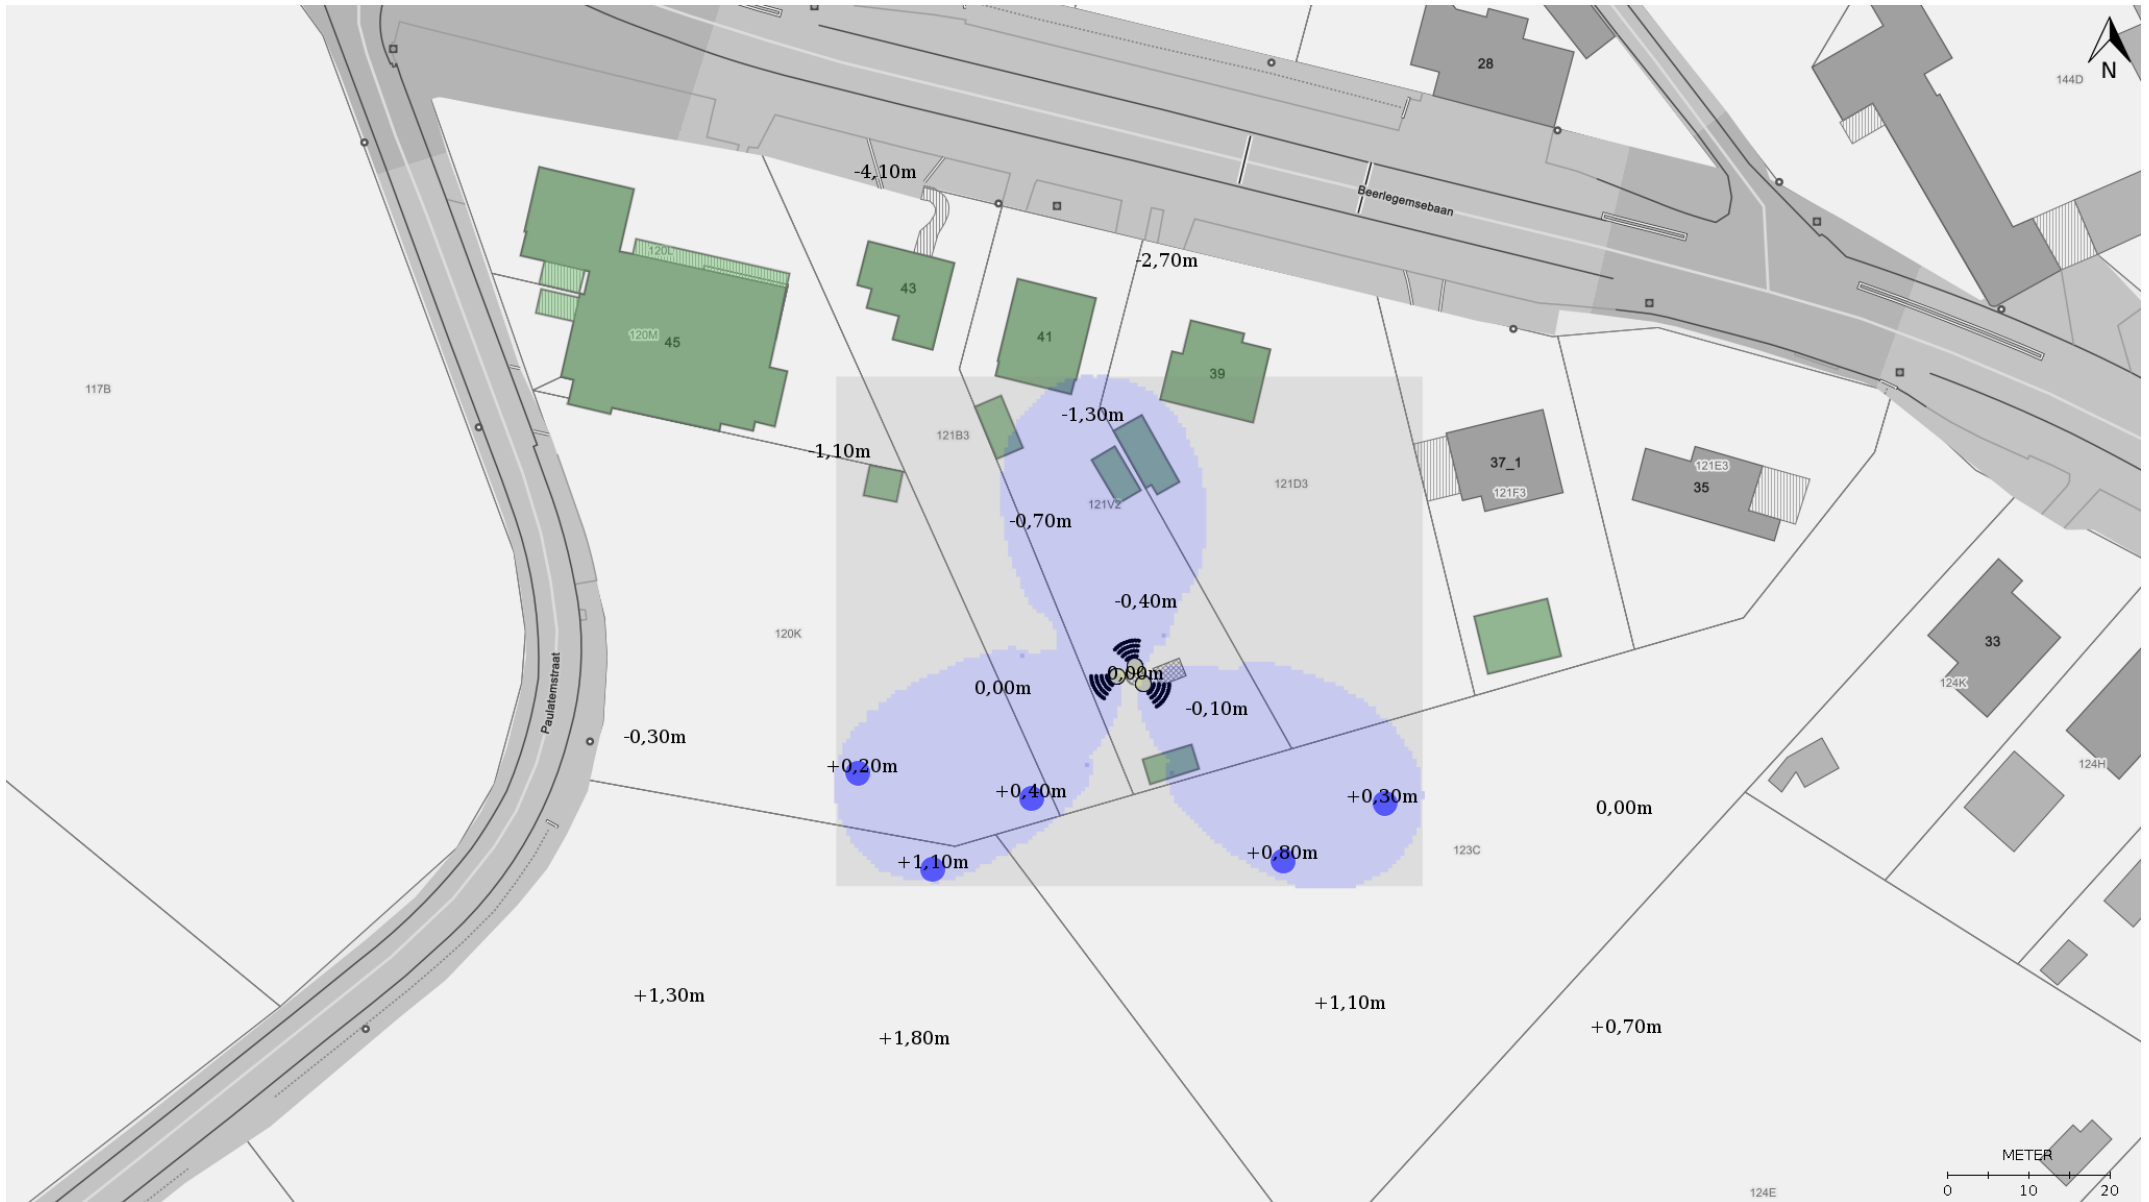 28
144D
N
-4,10m
Beerlegemsebaan
120L
-2,70m
43
120M
45
41
39
117B
-1,30m
121B3
-1,10m
37_1
121E3
35
121F3
121D3
121V2
-0,70m
-0,40m
120K
33
124K
0,00m
0,00m
-0,10m
Paulatemstraat
-0,30m
+0,20m
+0,40m
+0,30m
0,00m
124H
+1,10m
+0,80m
123C
+1,30m
+1,10m
+1,80m
+0,70m
METER
0 10 20
124E